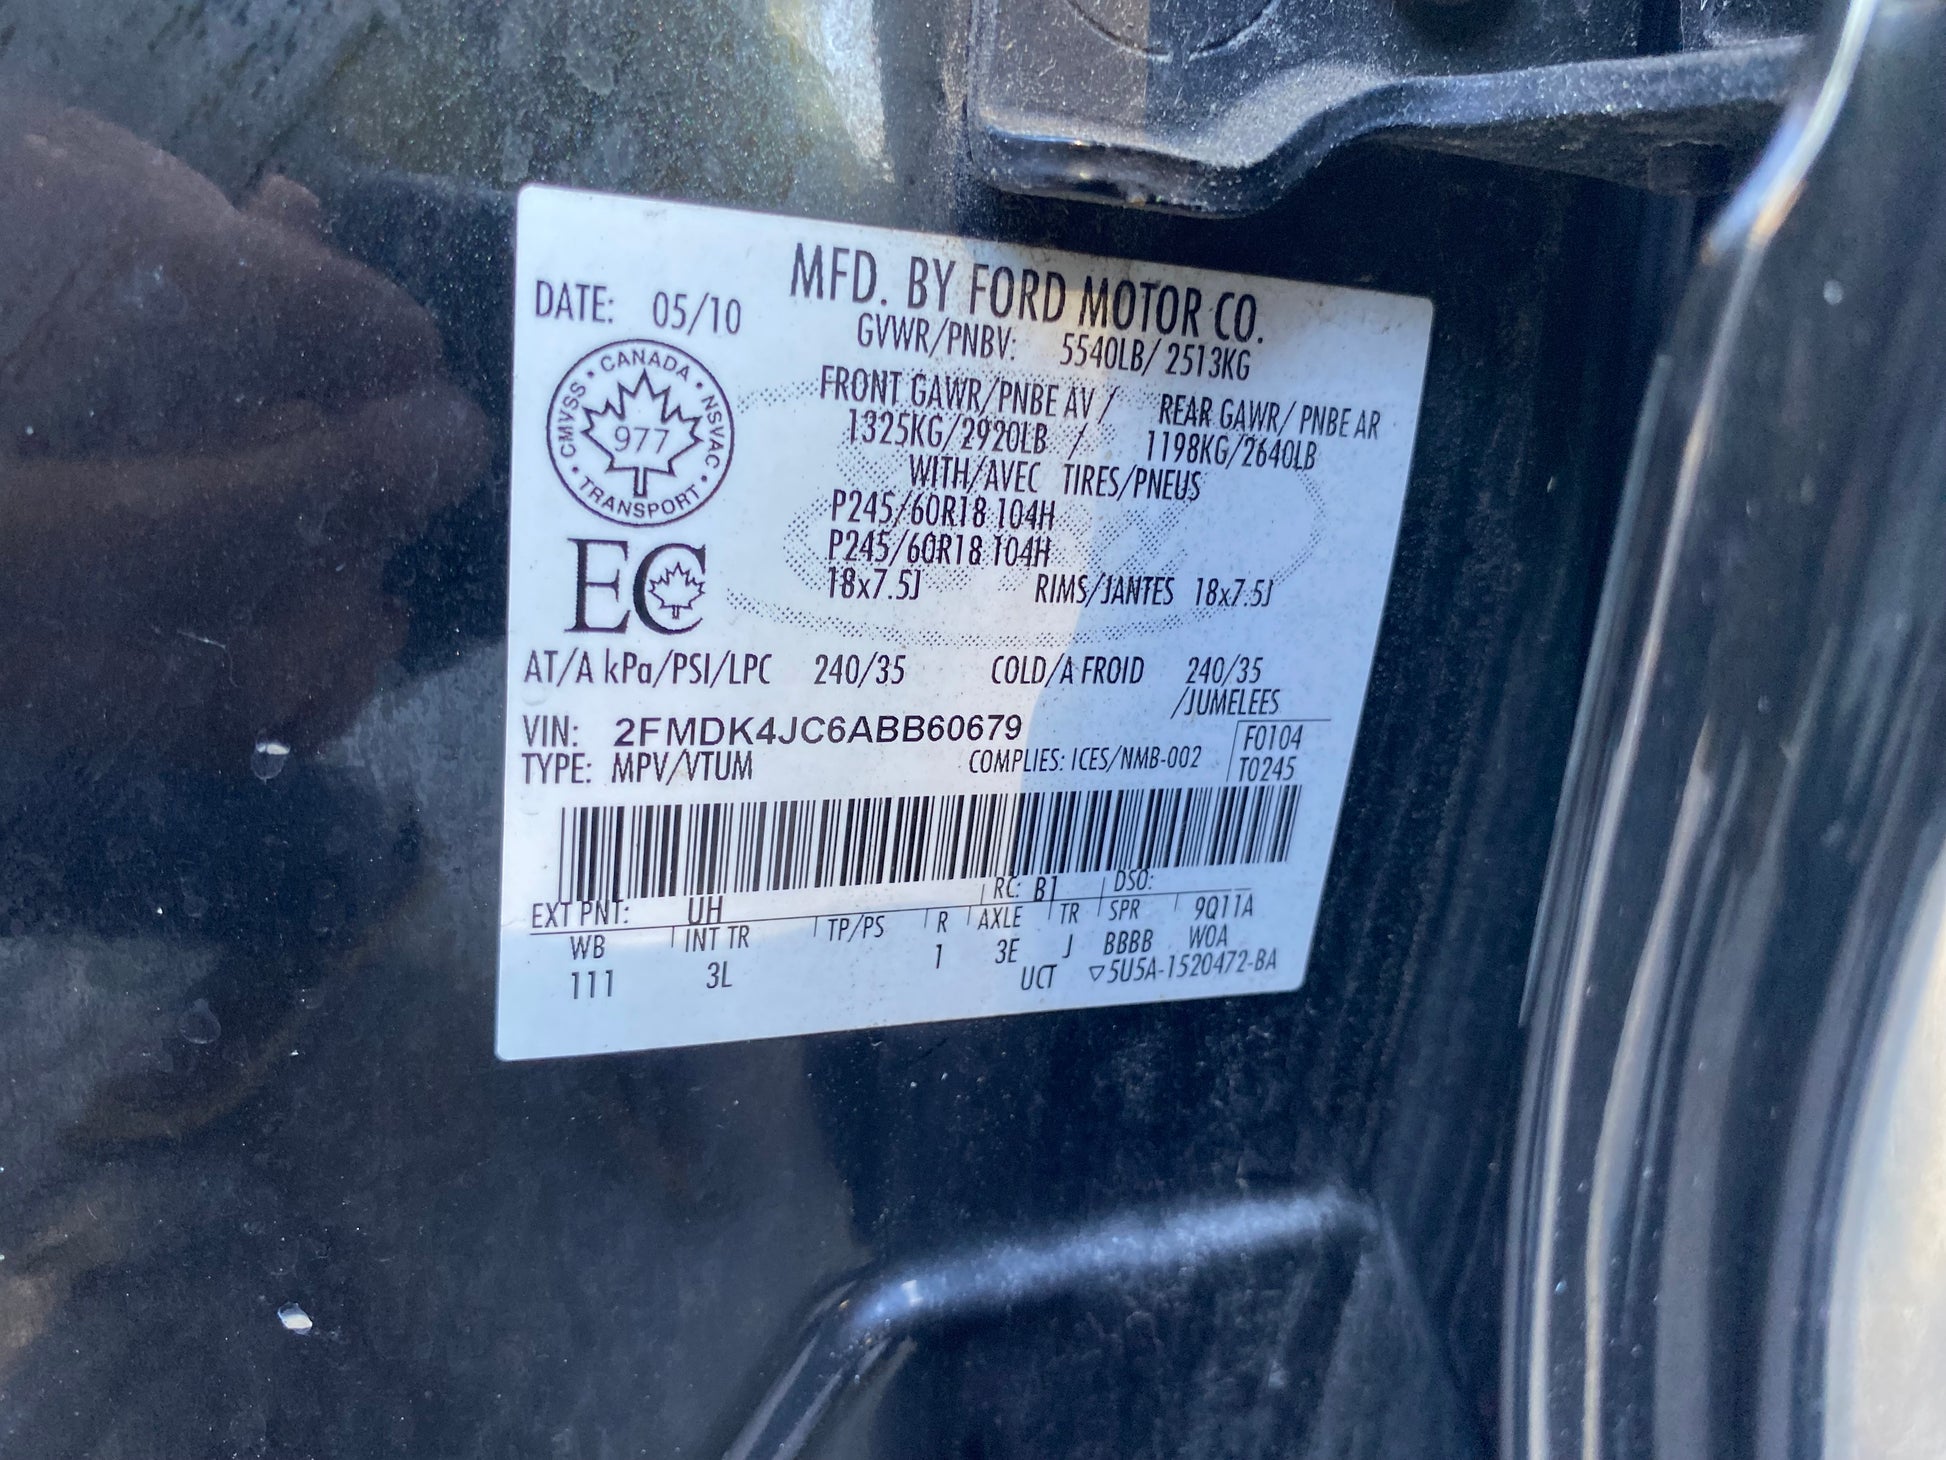 MFD. BY FORD MOTOR CO.
DATE: 05/10
GVWR/PNBV: 5540LB/ 2513KG
CANADA
CMVSS
NSVAC
977
TRANSPORT
FRONT GAWR/PNBE AV / REAR GAWR/ PNBE AR
1325KG/2920LB / 1198KG/2640LB
WITH/AVEC TIRES/PNEUS
P245/60R18 104H
P245/60R18 104H
18x7.5J RIMS/JANTES 18x7.5J
EC
AT/A kPa/PSI/LPC 240/35 COLD/A FROID 240/35
/JUMELEES
VIN: 2FMDK4JC6ABB60679
F0104
TYPE: MPV/VTUM COMPLIES: ICES/NMB-002 T0245
RC: B1 DSO:
EXT PNT: UH
WB INT TR TP/PS R AXLE TR SPR 9Q11A
111 3L 1 3E J BBBB WOA
UCT ▽5U5A-1520472-BA